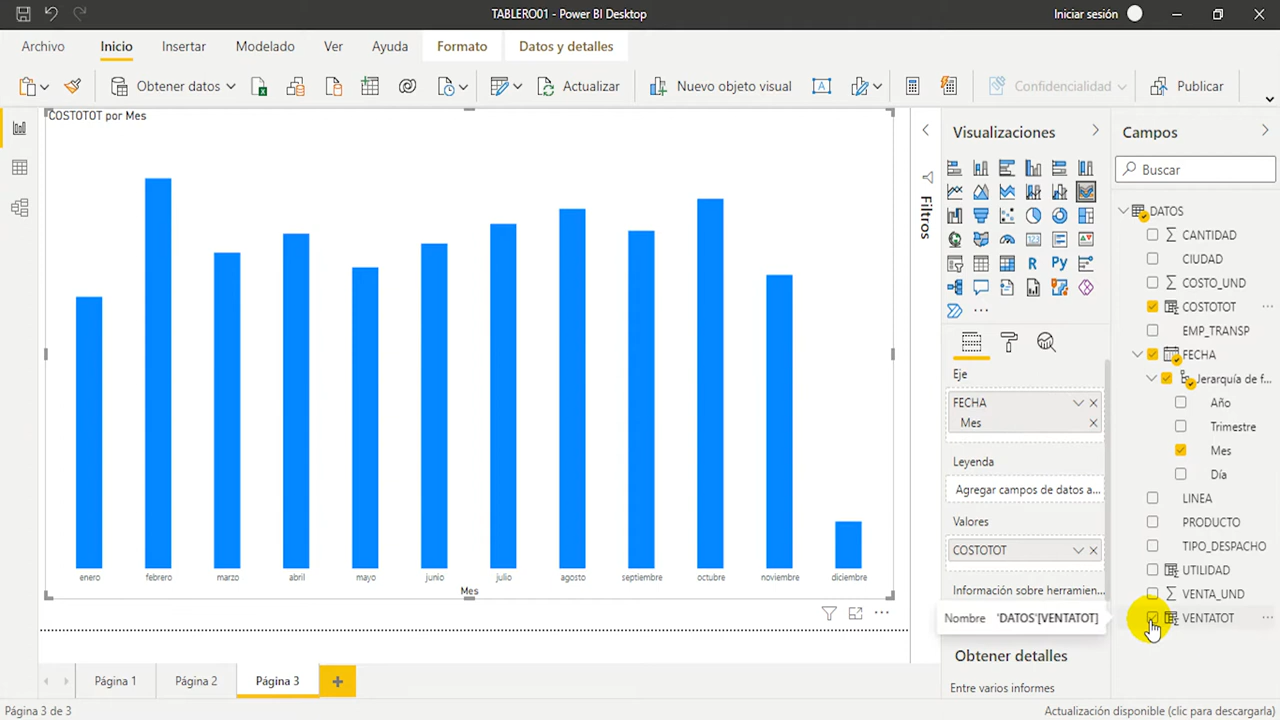 TABLERO01 - Power BI Desktop
Iniciar sesión
Archivo
Inicio
Insertar
Modelado
Ver
Ayuda
Formato
Datos y detalles
Obtener datos
Actualizar
Nuevo objeto visual
Confidencialidad
Publicar
COSTOTOT por Mes
enero
febrero
marzo
abril
mayo
junio
julio
agosto
septiembre
octubre
noviembre
diciembre
Mes
Filtros
Visualizaciones
R
Py
123
Eje
FECHA
Mes
Leyenda
Agregar campos de datos a...
Valores
COSTOTOT
Información sobre herramien...
Nombre 'DATOS'[VENTATOT]
Obtener detalles
Entre varios informes
Campos
Buscar
DATOS
CANTIDAD
CIUDAD
COSTO_UND
COSTOTOT
EMP_TRANSP
FECHA
Jerarquía de f...
Año
Trimestre
Mes
Día
LINEA
PRODUCTO
TIPO_DESPACHO
UTILIDAD
VENTA_UND
VENTATOT
Página 1
Página 2
Página 3
Página 3 de 3
Actualización disponible (clic para descargarla)